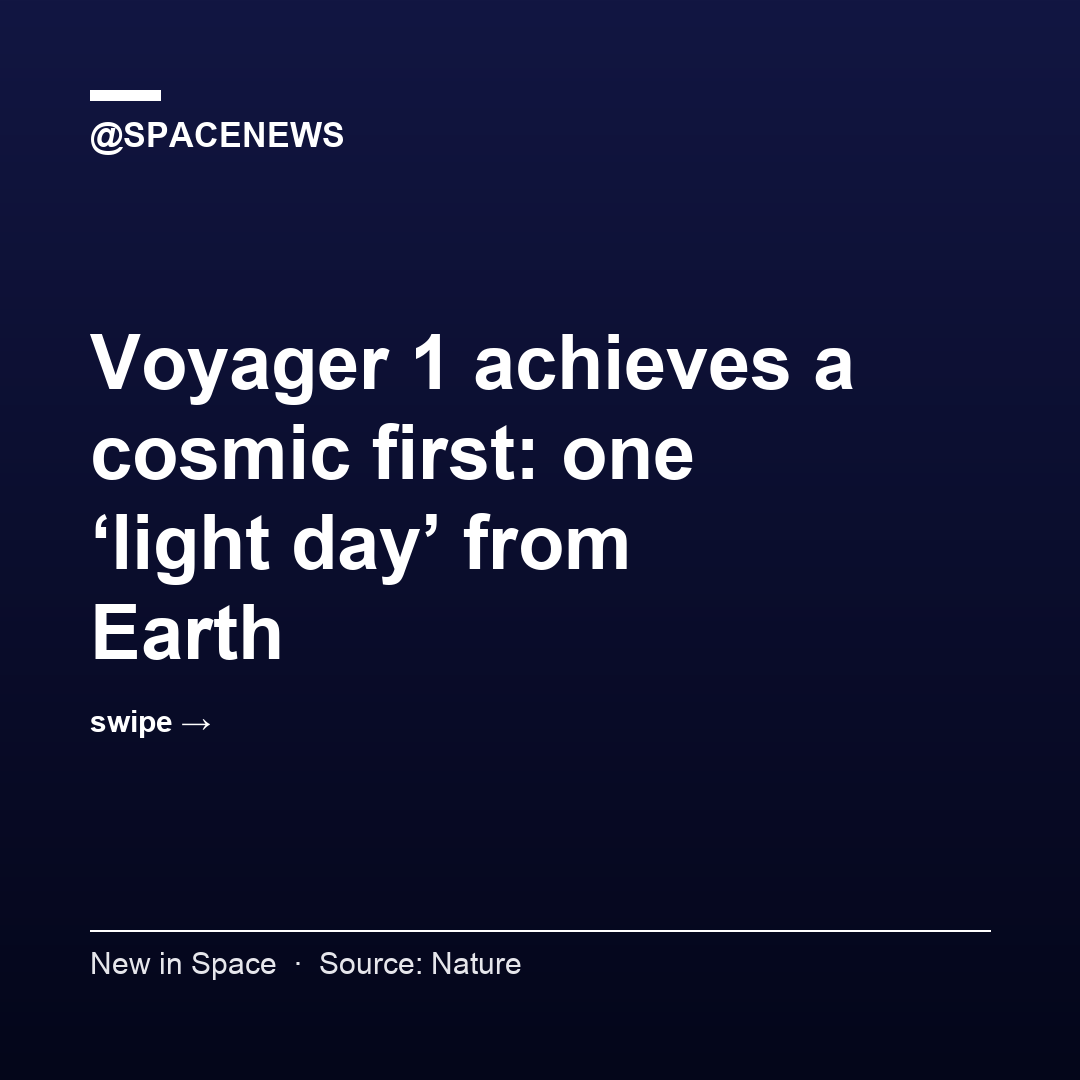 @SPACENEWS
Voyager 1 achieves a
cosmic first: one
‘light day’ from
Earth
swipe →
New in Space · Source: Nature